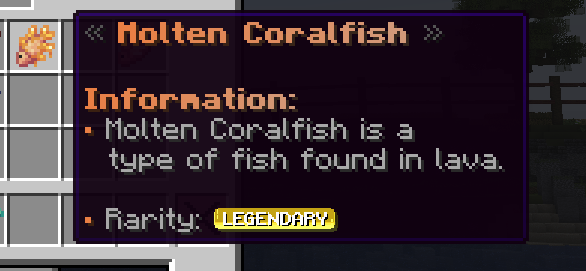 « Molten Coralfish »
Information:
▪ Molten Coralfish is a
type of fish found in lava.
▪ Rarity: LEGENDARY